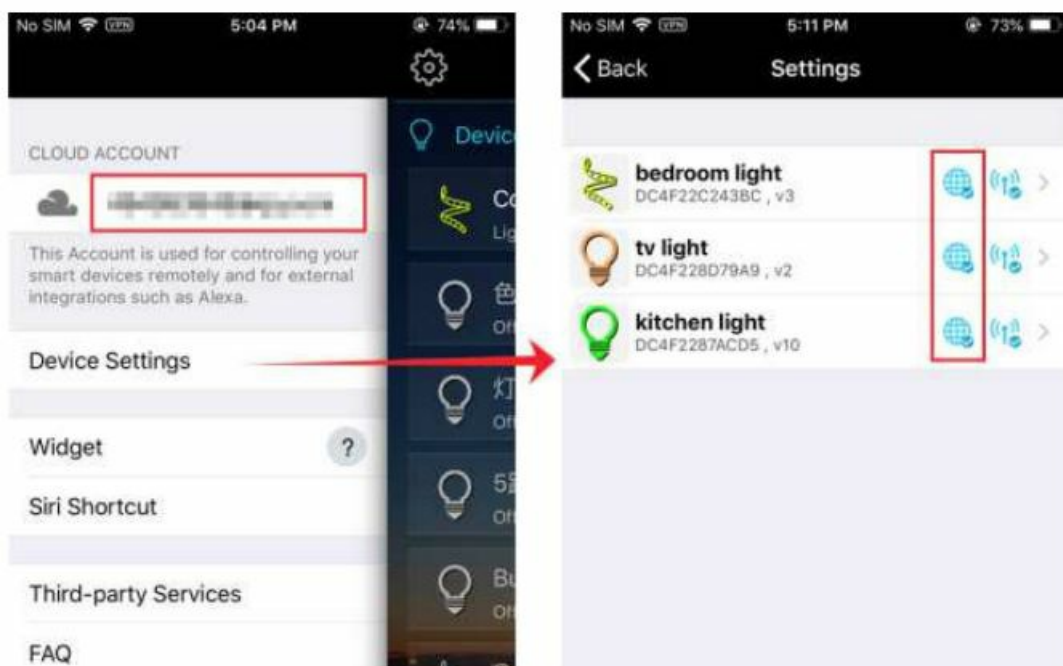 No SIM VPN 5:04 PM 74%
CLOUD ACCOUNT
This Account is used for controlling your
smart devices remotely and for external
integrations such as Alexa.
Device Settings
Widget ?
Siri Shortcut
Third-party Services
FAQ
Devic
Co
Lig
色
Off
灯
Off
Off
Bu
Off
No SIM VPN 5:11 PM 73%
Back Settings
bedroom light
DC4F22C243BC , v3
tv light
DC4F228D79A9 , v2
kitchen light
DC4F2287ACD5 , v10